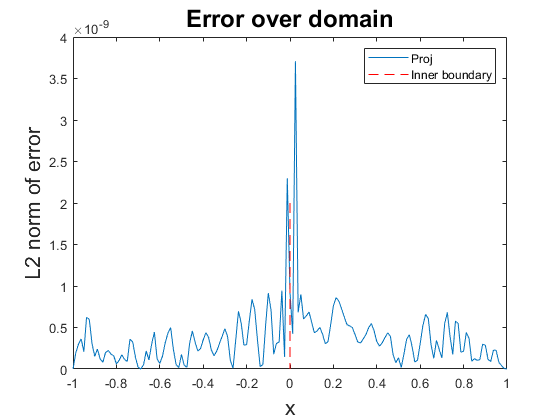 Error over domain
×10⁻⁹
4
3.5
3
2.5
2
1.5
1
0.5
0
L2 norm of error
Proj
Inner boundary
-1 -0.8 -0.6 -0.4 -0.2 0 0.2 0.4 0.6 0.8 1
x